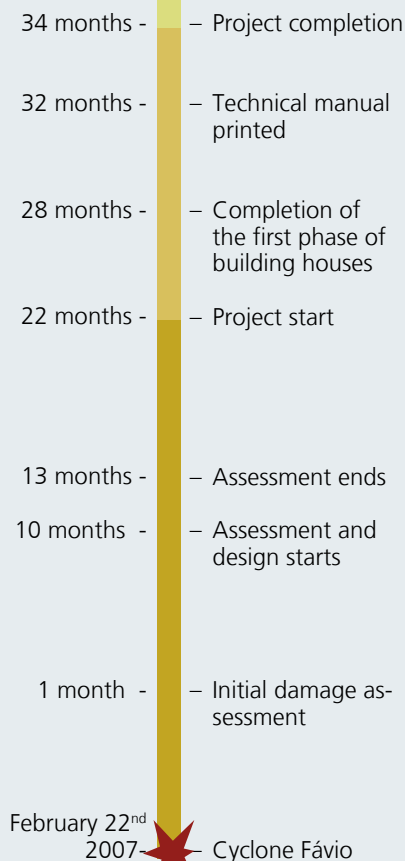 34 months - – Project completion
32 months - – Technical manual
printed
28 months - – Completion of
the first phase of
building houses
22 months - – Project start
13 months - – Assessment ends
10 months - – Assessment and
design starts
1 month - – Initial damage as-
sessment
February 22nd
2007- – Cyclone Fávio